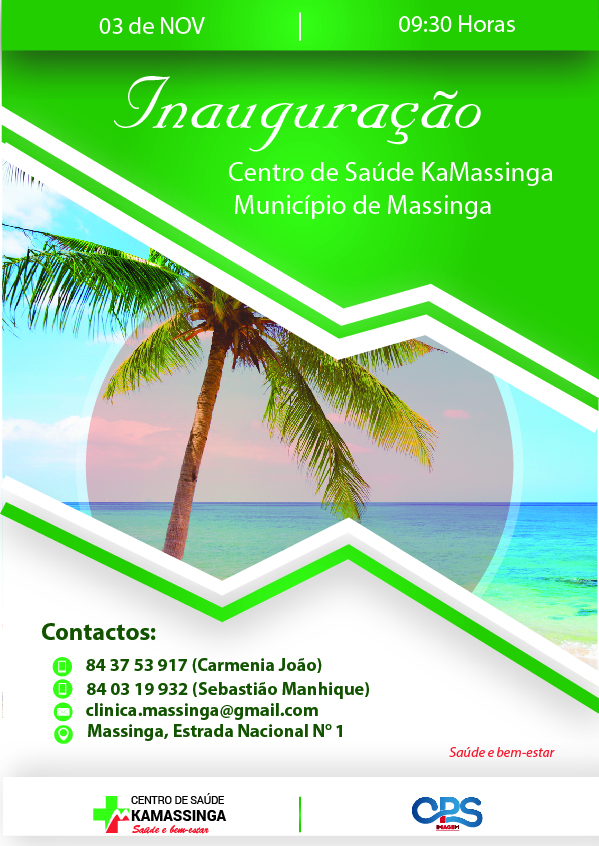 03 de NOV
09:30 Horas
Inauguração
Centro de Saúde KaMassinga
Município de Massinga
Contactos:
84 37 53 917 (Carmenia João)
84 03 19 932 (Sebastião Manhique)
clinica.massinga@gmail.com
Massinga, Estrada Nacional N° 1
Saúde e bem-estar
CENTRO DE SAÚDE
KAMASSINGA
Saúde e bem-estar
CPS
IMAGEM